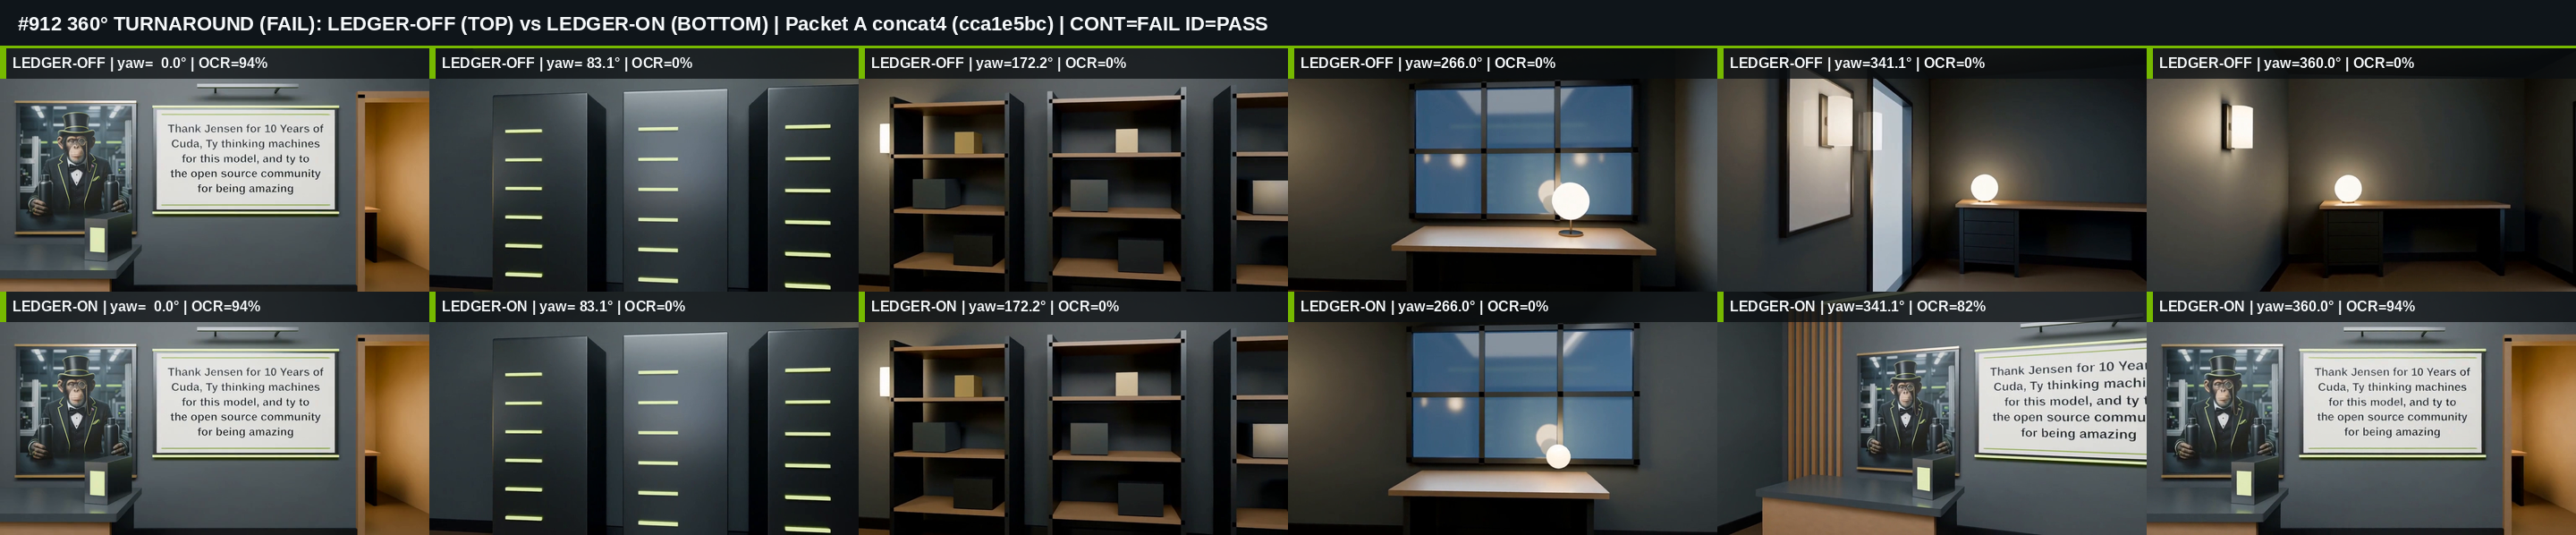 #912 360° TURNAROUND (FAIL): LEDGER-OFF (TOP) vs LEDGER-ON (BOTTOM) | Packet A concat4 (cca1e5bc) | CONT=FAIL ID=PASS
LEDGER-OFF | yaw=  0.0° | OCR=94%
Thank Jensen for 10 Years of
Cuda, Ty thinking machines
for this model, and ty to
the open source community
for being amazing
LEDGER-OFF | yaw= 83.1° | OCR=0%
LEDGER-OFF | yaw=172.2° | OCR=0%
LEDGER-OFF | yaw=266.0° | OCR=0%
LEDGER-OFF | yaw=341.1° | OCR=0%
LEDGER-OFF | yaw=360.0° | OCR=0%
LEDGER-ON | yaw=  0.0° | OCR=94%
Thank Jensen for 10 Years of
Cuda, Ty thinking machines
for this model, and ty to
the open source community
for being amazing
LEDGER-ON | yaw= 83.1° | OCR=0%
LEDGER-ON | yaw=172.2° | OCR=0%
LEDGER-ON | yaw=266.0° | OCR=0%
LEDGER-ON | yaw=341.1° | OCR=82%
Thank Jensen for 10 Year
Cuda, Ty thinking machi
for this model, and ty t
the open source commu
for being amazing
LEDGER-ON | yaw=360.0° | OCR=94%
Thank Jensen for 10 Years of
Cuda, Ty thinking machines
for this model, and ty to
the open source community
for being amazing